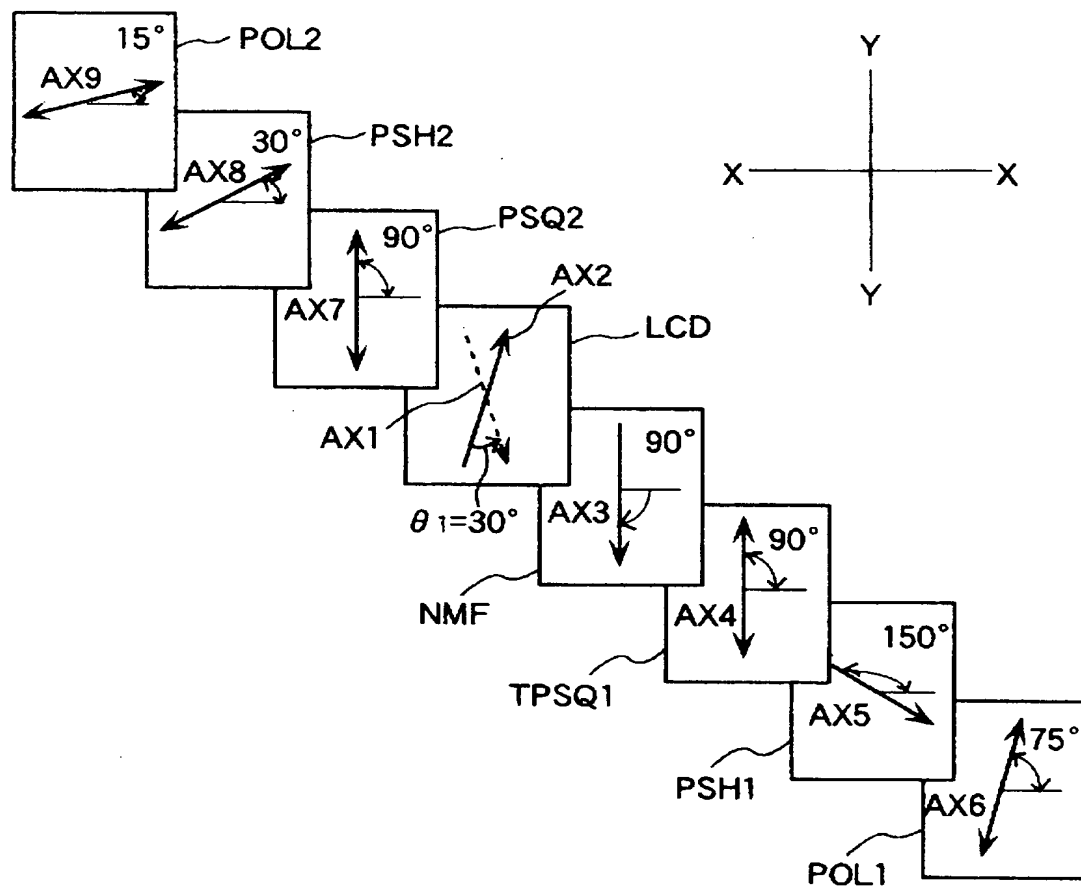 15°
POL2
AX9
30°
PSH2
AX8
90°
PSQ2
AX7
Y
X
X
Y
AX2
LCD
AX1
θ1=30°
90°
AX3
NMF
90°
AX4
TPSQ1
150°
AX5
PSH1
75°
AX6
POL1